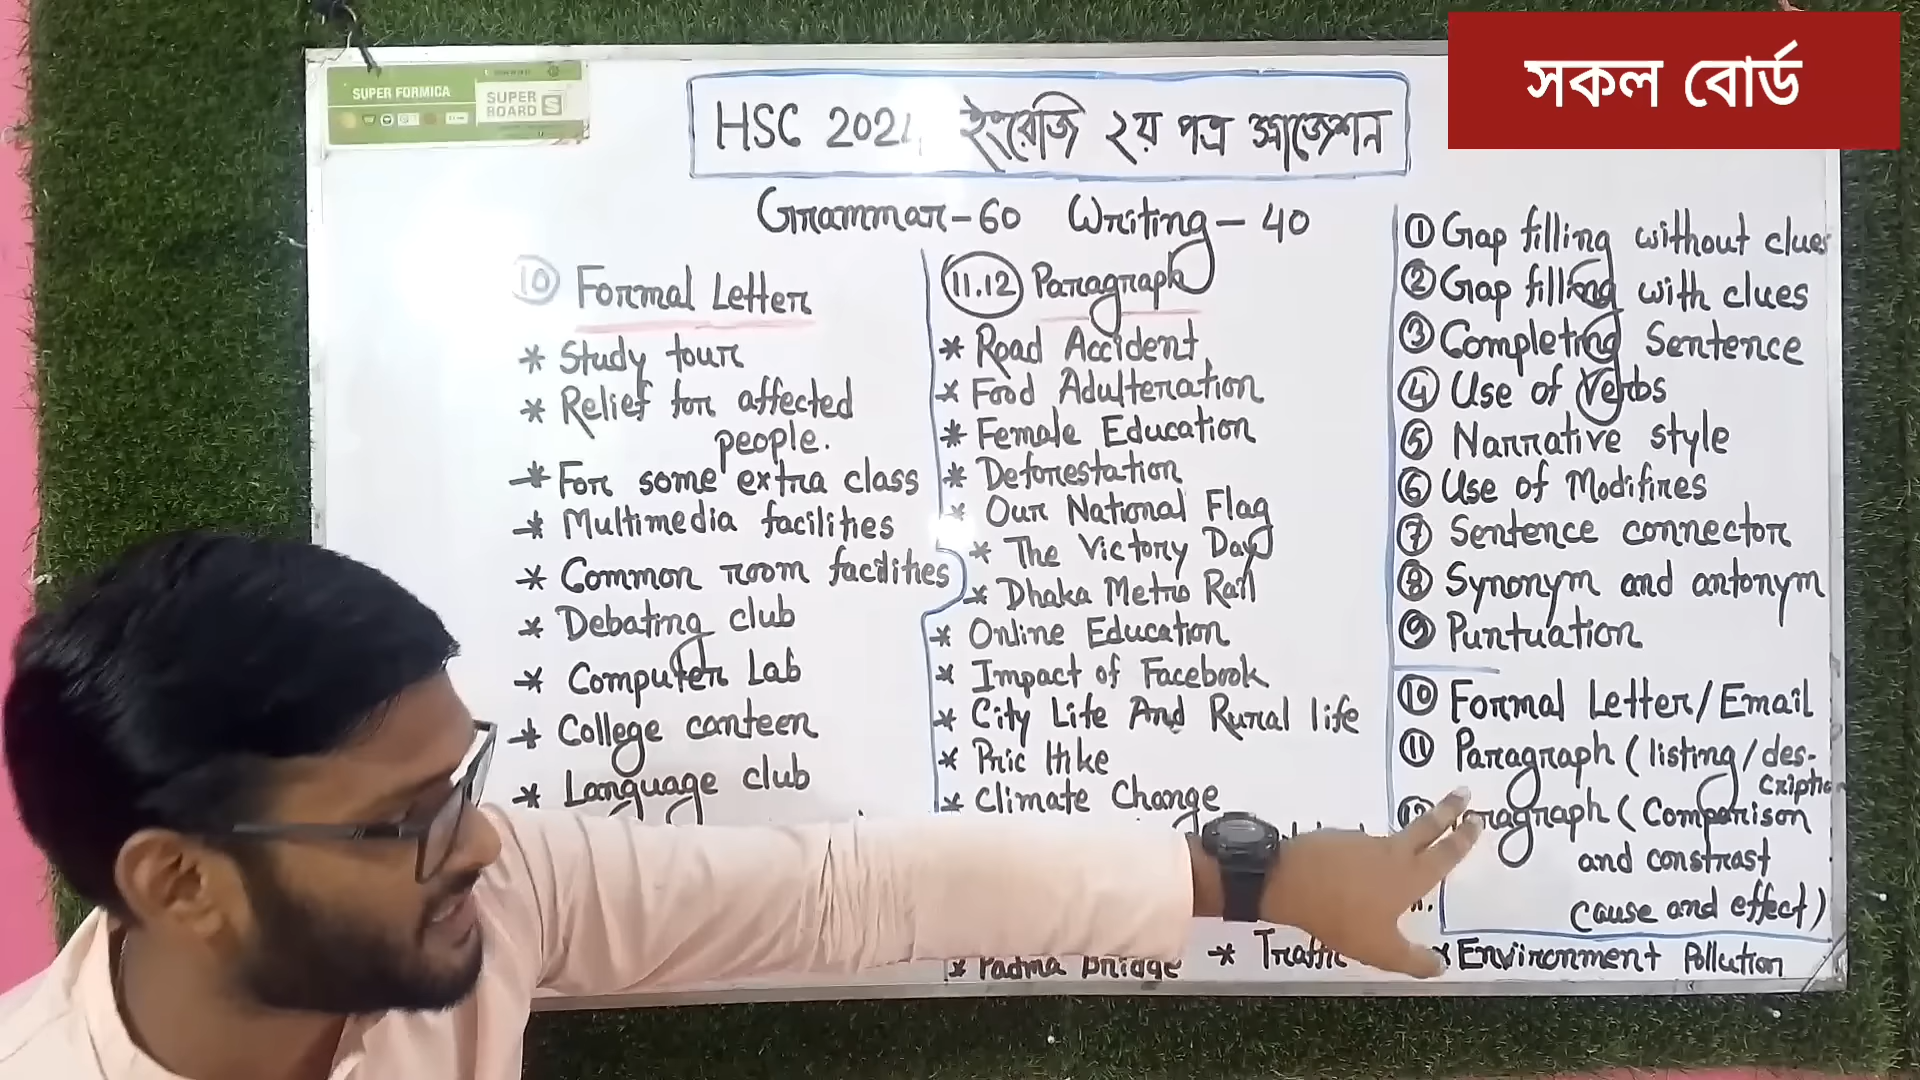 সকল বোর্ড
SUPER FORMICA
SUPER
BOARD S
HSC 2024 ইংরেজি ২য় পত্র সাজেশন
Grammar-60 Writing-40
10 Formal Letter
* Study tour
* Relief for affected
people.
* For some extra class
* Multimedia facilities
* Common room facilities
* Debating club
* Computer Lab
* College canteen
* Language club
11.12 Paragraph
* Road Accident
* Food Adulteration
* Female Education
* Deforestation
* Our National Flag
* The Victory Day
* Dhaka Metro Rail
* Online Education
* Impact of Facebook
* City Life And Rural life
* Pric Hike
* Climate Change
* Padma Bridge * Traffic * Enviironment Pollution
1 Gap filling without clues
2 Gap filling with clues
3 Completing Sentence
4 Use of Verbs
5 Narrative style
6 Use of Modifires
7 Sentence connector
8 Synonym and antonym
9 Puntuation
10 Formal Letter/Email
11 Paragraph (listing/des-
cription
12 Paragraph (Comparison
and constrast
cause and effect)